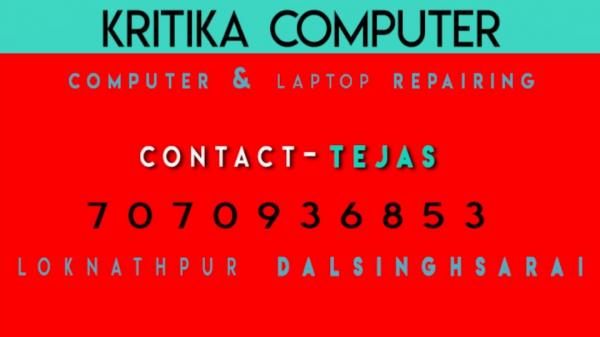 KRITIKA COMPUTER
COMPUTER & LAPTOP REPAIRING
CONTACT-TEJAS
7070936853
LOKNATHPUR DALSINGHSARAI